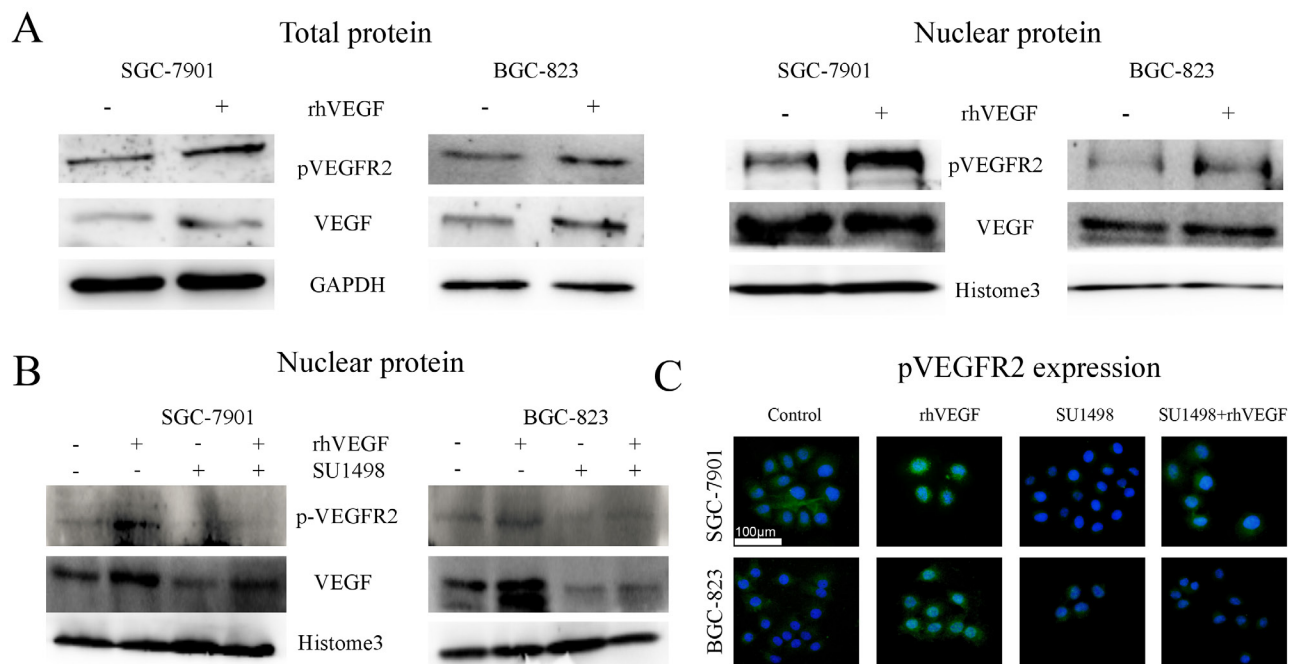 A
Total protein
Nuclear protein
SGC-7901
BGC-823
SGC-7901
BGC-823
- + rhVEGF - +
- + rhVEGF - +
pVEGFR2
pVEGFR2
VEGF
VEGF
GAPDH
Histome3
B
Nuclear protein
SGC-7901
BGC-823
- + - + rhVEGF - + - +
- - + + SU1498 - - + +
p-VEGFR2
VEGF
Histome3
C
pVEGFR2 expression
Control rhVEGF SU1498 SU1498+rhVEGF
SGC-7901
100μm
BGC-823